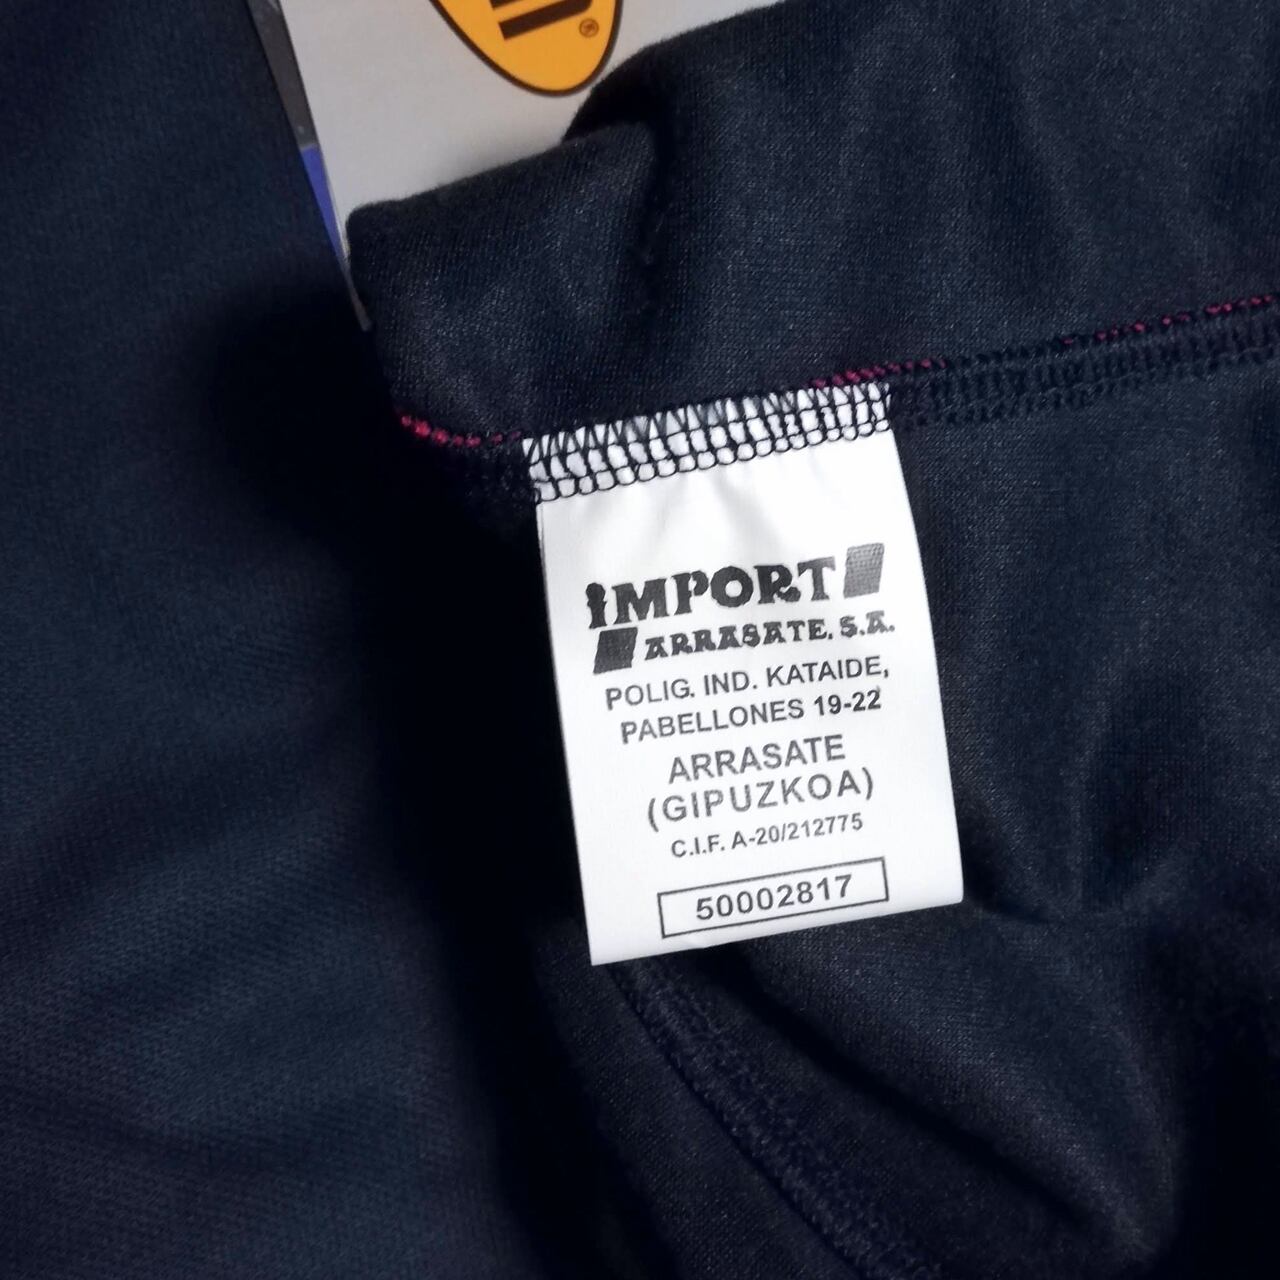 ®
IMPORT
ARRASATE, S.A.
POLIG. IND. KATAIDE,
PABELLONES 19-22
ARRASATE
(GIPUZKOA)
C.I.F. A-20/212775
50002817